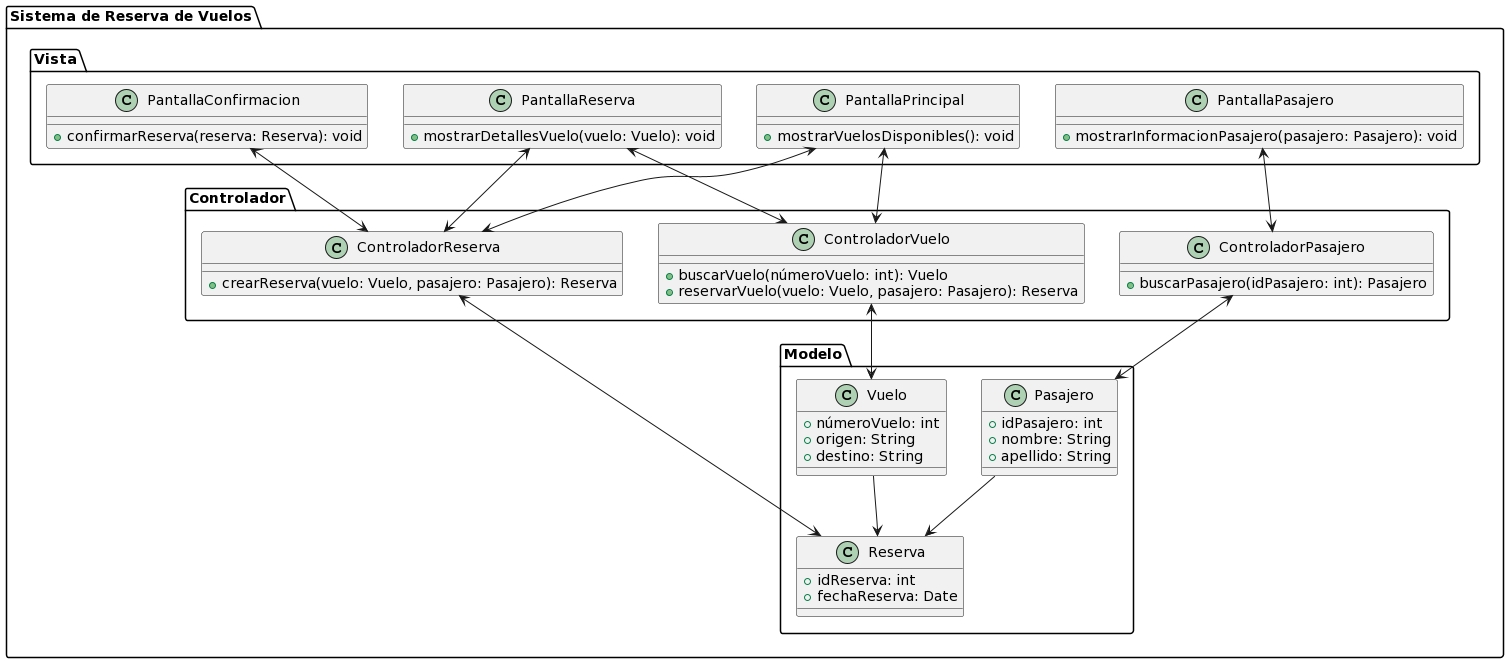 Sistema de Reserva de Vuelos
Vista
C PantallaConfirmacion
confirmarReserva(reserva: Reserva): void
C PantallaReserva
mostrarDetallesVuelo(vuelo: Vuelo): void
C PantallaPrincipal
mostrarVuelosDisponibles(): void
C PantallaPasajero
mostrarInformacionPasajero(pasajero: Pasajero): void
Controlador
C ControladorReserva
crearReserva(vuelo: Vuelo, pasajero: Pasajero): Reserva
C ControladorVuelo
buscarVuelo(númeroVuelo: int): Vuelo
reservarVuelo(vuelo: Vuelo, pasajero: Pasajero): Reserva
C ControladorPasajero
buscarPasajero(idPasajero: int): Pasajero
Modelo
C Vuelo
númeroVuelo: int
origen: String
destino: String
C Pasajero
idPasajero: int
nombre: String
apellido: String
C Reserva
idReserva: int
fechaReserva: Date